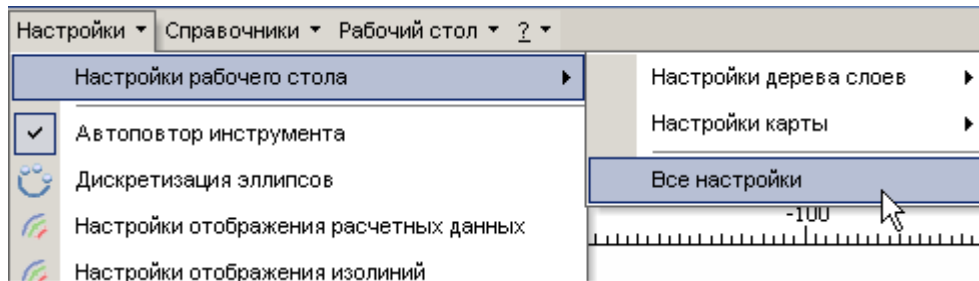 Настройки Справочники Рабочий стол ?
Настройки рабочего стола
Автоповтор инструмента
Дискретизация эллипсов
Настройки отображения расчетных данных
Настройки отображения изолиний
Настройки дерева слоев
Настройки карты
Все настройки
-100